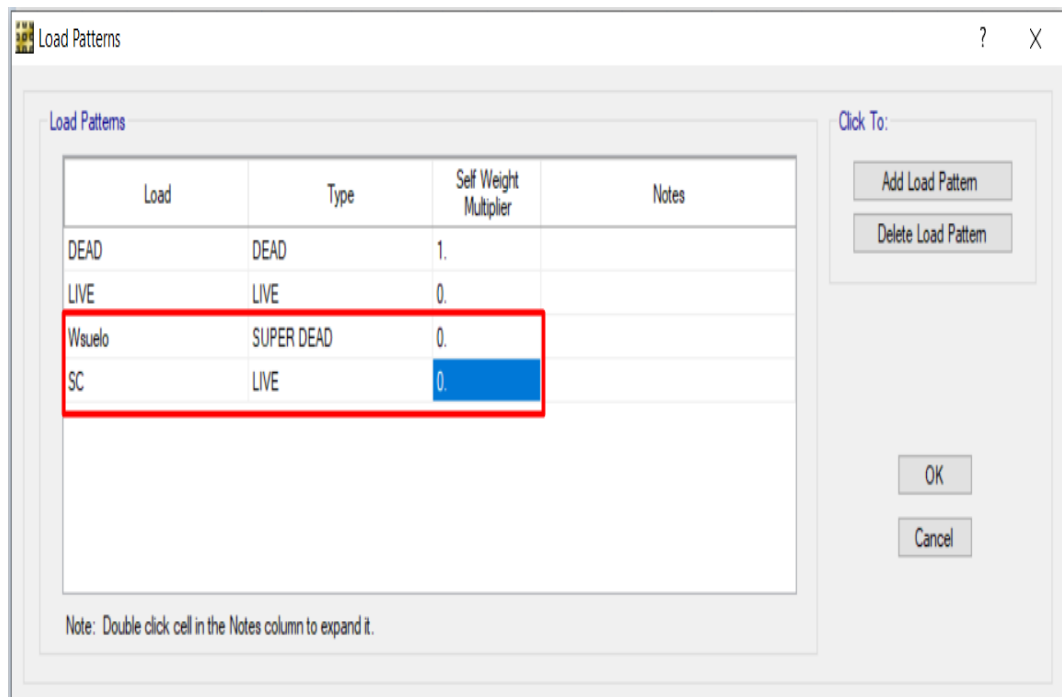 Load Patterns
?
X
Load Patterns
Click To:
Load Type Self Weight Multiplier Notes
Add Load Pattern
DEAD DEAD 1.
Delete Load Pattern
LIVE LIVE 0.
Wsuelo SUPER DEAD 0.
SC LIVE 0.
OK
Cancel
Note: Double click cell in the Notes column to expand it.